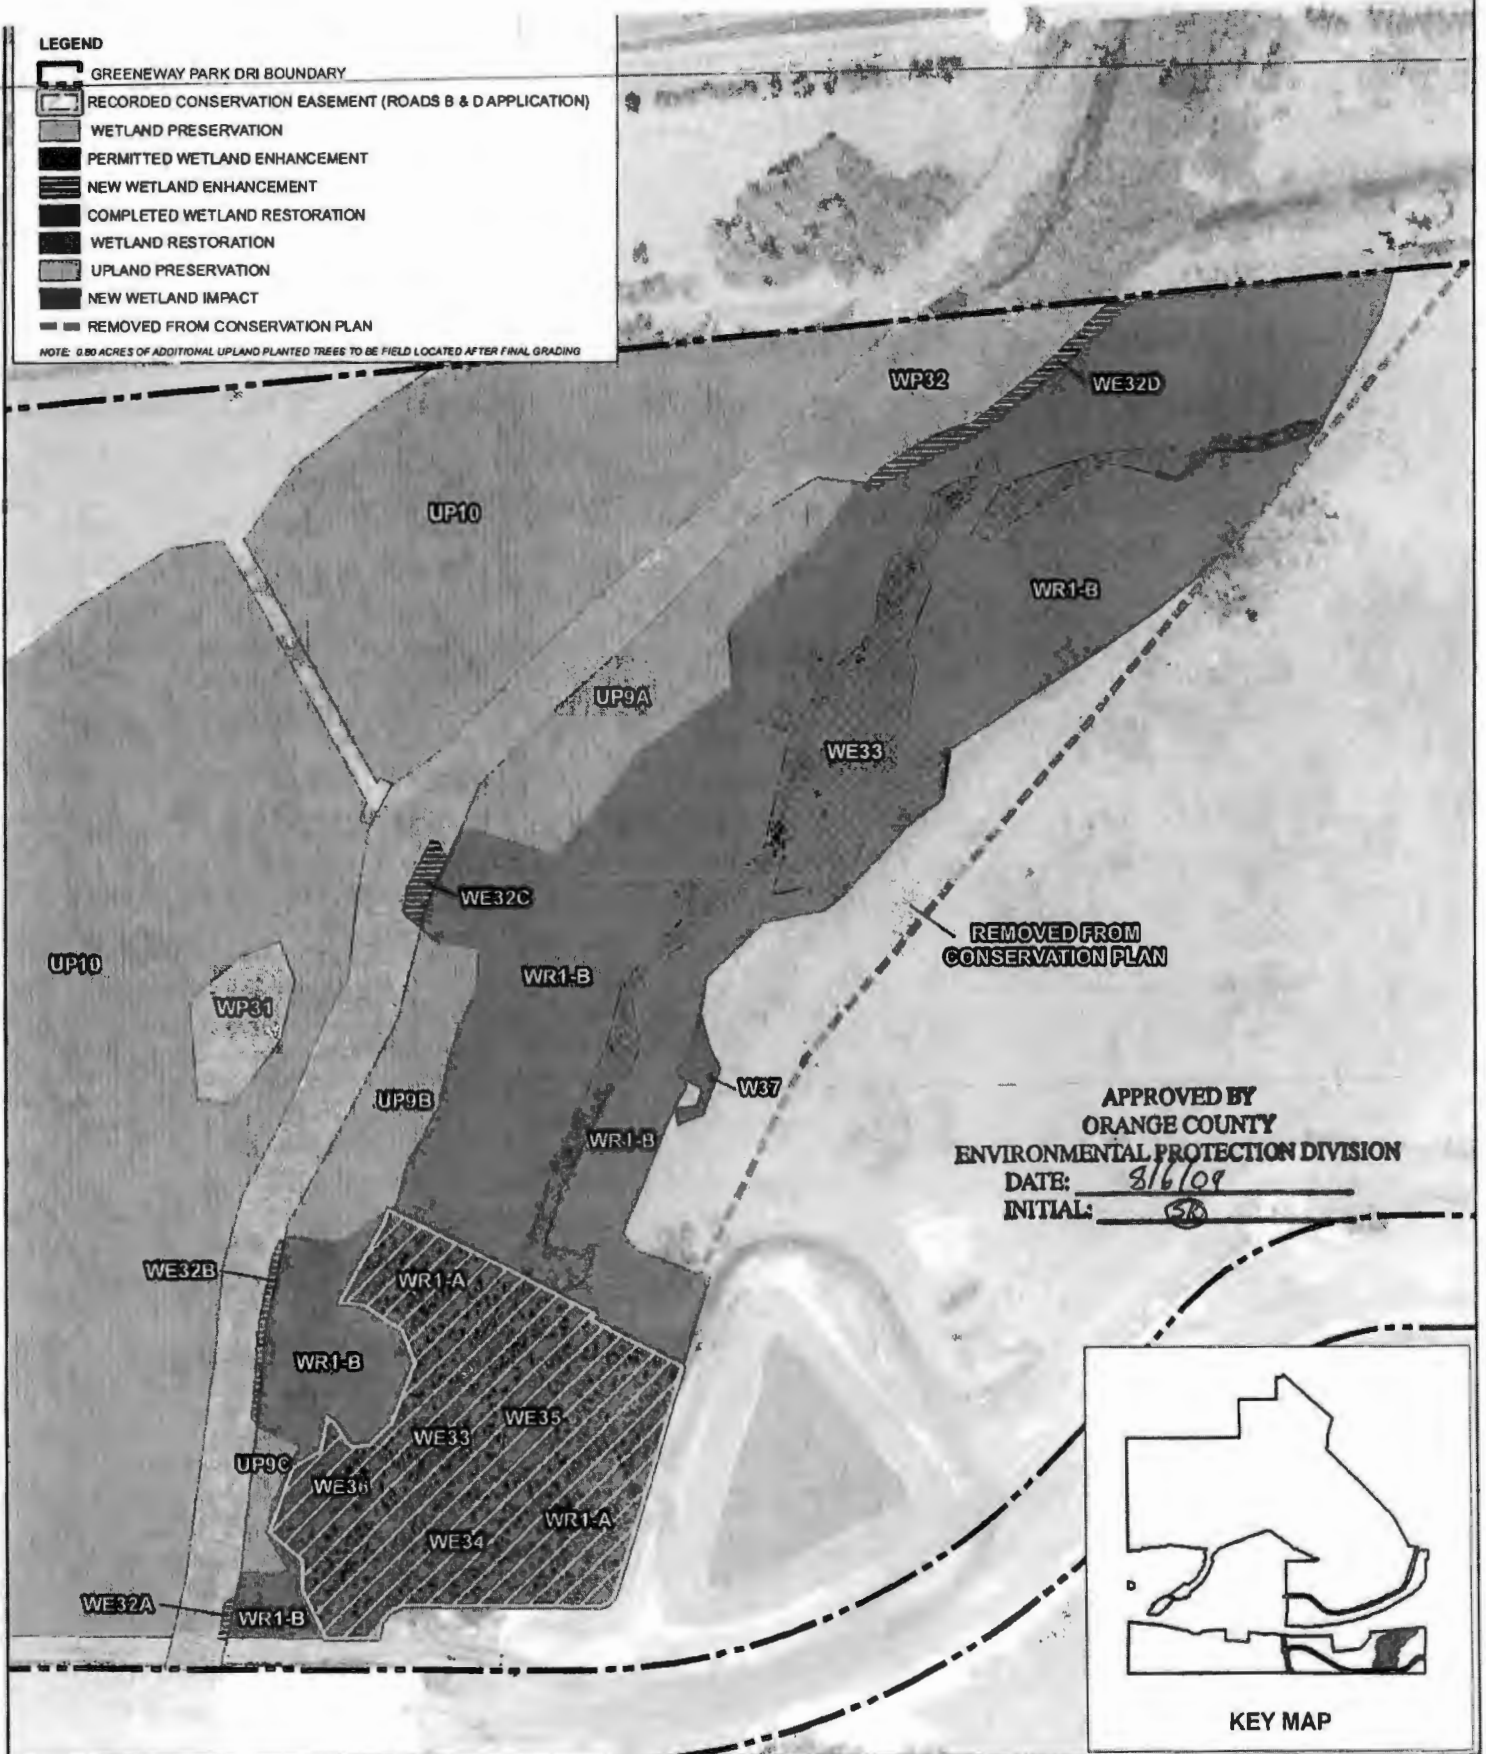 LEGEND
GREENEWAY PARK DRI BOUNDARY
RECORDED CONSERVATION EASEMENT (ROADS B & D APPLICATION)
WETLAND PRESERVATION
PERMITTED WETLAND ENHANCEMENT
NEW WETLAND ENHANCEMENT
COMPLETED WETLAND RESTORATION
WETLAND RESTORATION
UPLAND PRESERVATION
NEW WETLAND IMPACT
REMOVED FROM CONSERVATION PLAN
NOTE: 0.80 ACRES OF ADDITIONAL UPLAND PLANTED TREES TO BE FIELD LOCATED AFTER FINAL GRADING
WP32
WE32D
UP10
WR1-B
UP9A
WE33
WE32C
REMOVED FROM
CONSERVATION PLAN
UP10
WR1-B
WP31
W37
UP9B
WR1-B
APPROVED BY
ORANGE COUNTY
ENVIRONMENTAL PROTECTION DIVISION
DATE: 8/6/09
INITIAL: SK
WE32B
WR1-A
WR1-B
WE35
WE33
UP9C
WE36
WR1-A
WE34
WE32A
WR1-B
KEY MAP